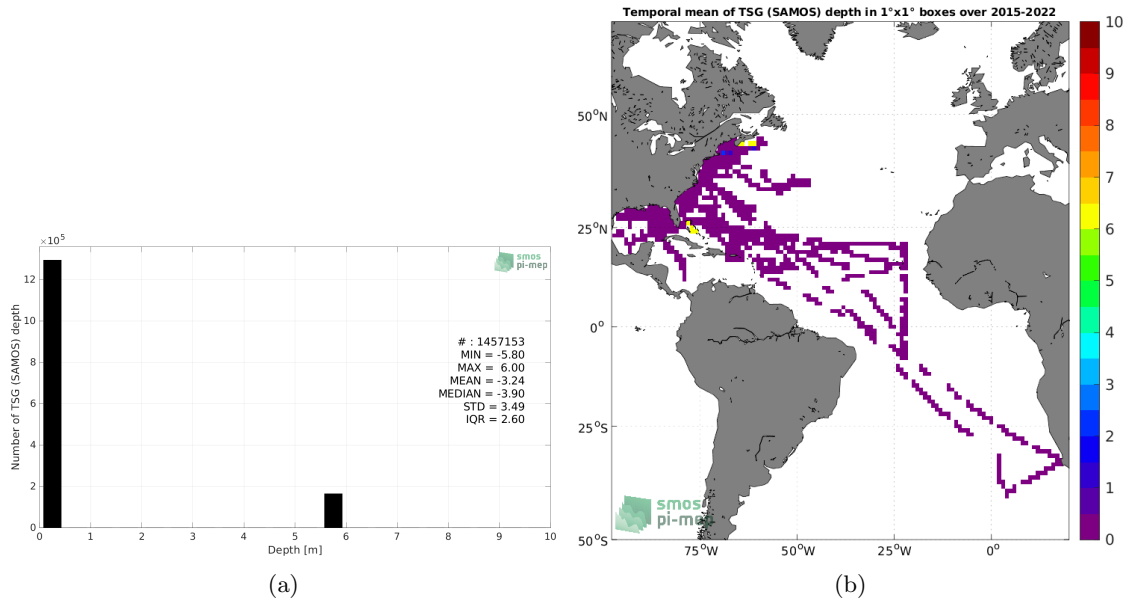 ×10⁵
12
10
8
6
4
2
0
Number of TSG (SAMOS) depth
0 1 2 3 4 5 6 7 8 9 10
Depth [m]
smos
pi-mep
# : 1457153
MIN = -5.80
MAX = 6.00
MEAN = -3.24
MEDIAN = -3.90
STD = 3.49
IQR = 2.60
(a)
Temporal mean of TSG (SAMOS) depth in 1°x1° boxes over 2015-2022
50°N
25°N
0°
25°S
50°S
75°W 50°W 25°W 0°
smos
pi-mep
10
9
8
7
6
5
4
3
2
1
0
(b)